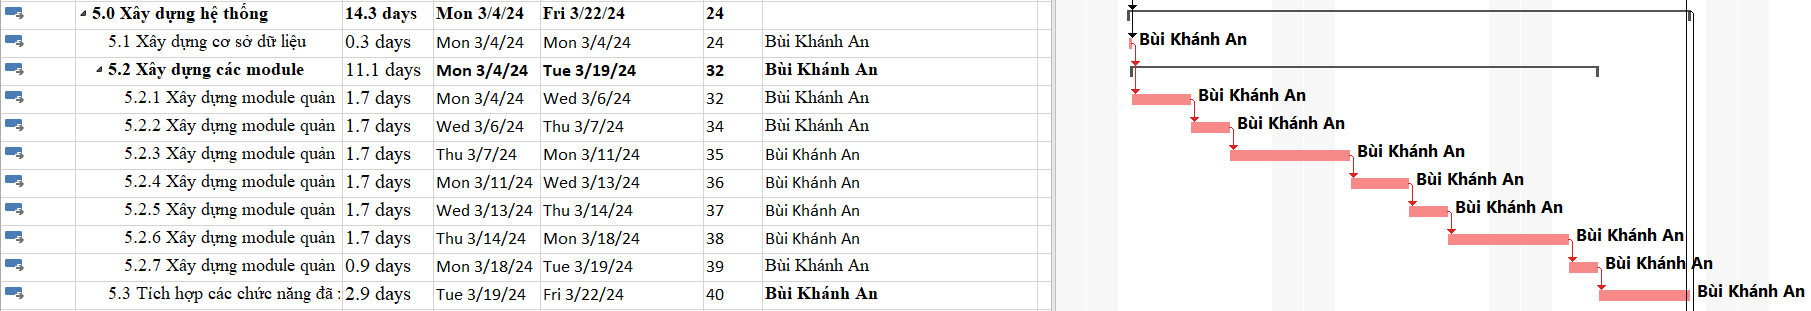 5.0 Xây dựng hệ thống 14.3 days Mon 3/4/24 Fri 3/22/24 24
5.1 Xây dựng cơ sở dữ liệu 0.3 days Mon 3/4/24 Mon 3/4/24 24 Bùi Khánh An Bùi Khánh An
5.2 Xây dựng các module 11.1 days Mon 3/4/24 Tue 3/19/24 32 Bùi Khánh An
5.2.1 Xây dựng module quản 1.7 days Mon 3/4/24 Wed 3/6/24 32 Bùi Khánh An Bùi Khánh An
5.2.2 Xây dựng module quản 1.7 days Wed 3/6/24 Thu 3/7/24 34 Bùi Khánh An Bùi Khánh An
5.2.3 Xây dựng module quản 1.7 days Thu 3/7/24 Mon 3/11/24 35 Bùi Khánh An Bùi Khánh An
5.2.4 Xây dựng module quản 1.7 days Mon 3/11/24 Wed 3/13/24 36 Bùi Khánh An Bùi Khánh An
5.2.5 Xây dựng module quản 1.7 days Wed 3/13/24 Thu 3/14/24 37 Bùi Khánh An Bùi Khánh An
5.2.6 Xây dựng module quản 1.7 days Thu 3/14/24 Mon 3/18/24 38 Bùi Khánh An Bùi Khánh An
5.2.7 Xây dựng module quản 0.9 days Mon 3/18/24 Tue 3/19/24 39 Bùi Khánh An Bùi Khánh An
5.3 Tích hợp các chức năng đã 2.9 days Tue 3/19/24 Fri 3/22/24 40 Bùi Khánh An Bùi Khánh An